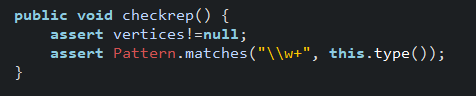 public void checkrep() {
    assert vertices!=null;
    assert Pattern.matches("\\w+", this.type());
}